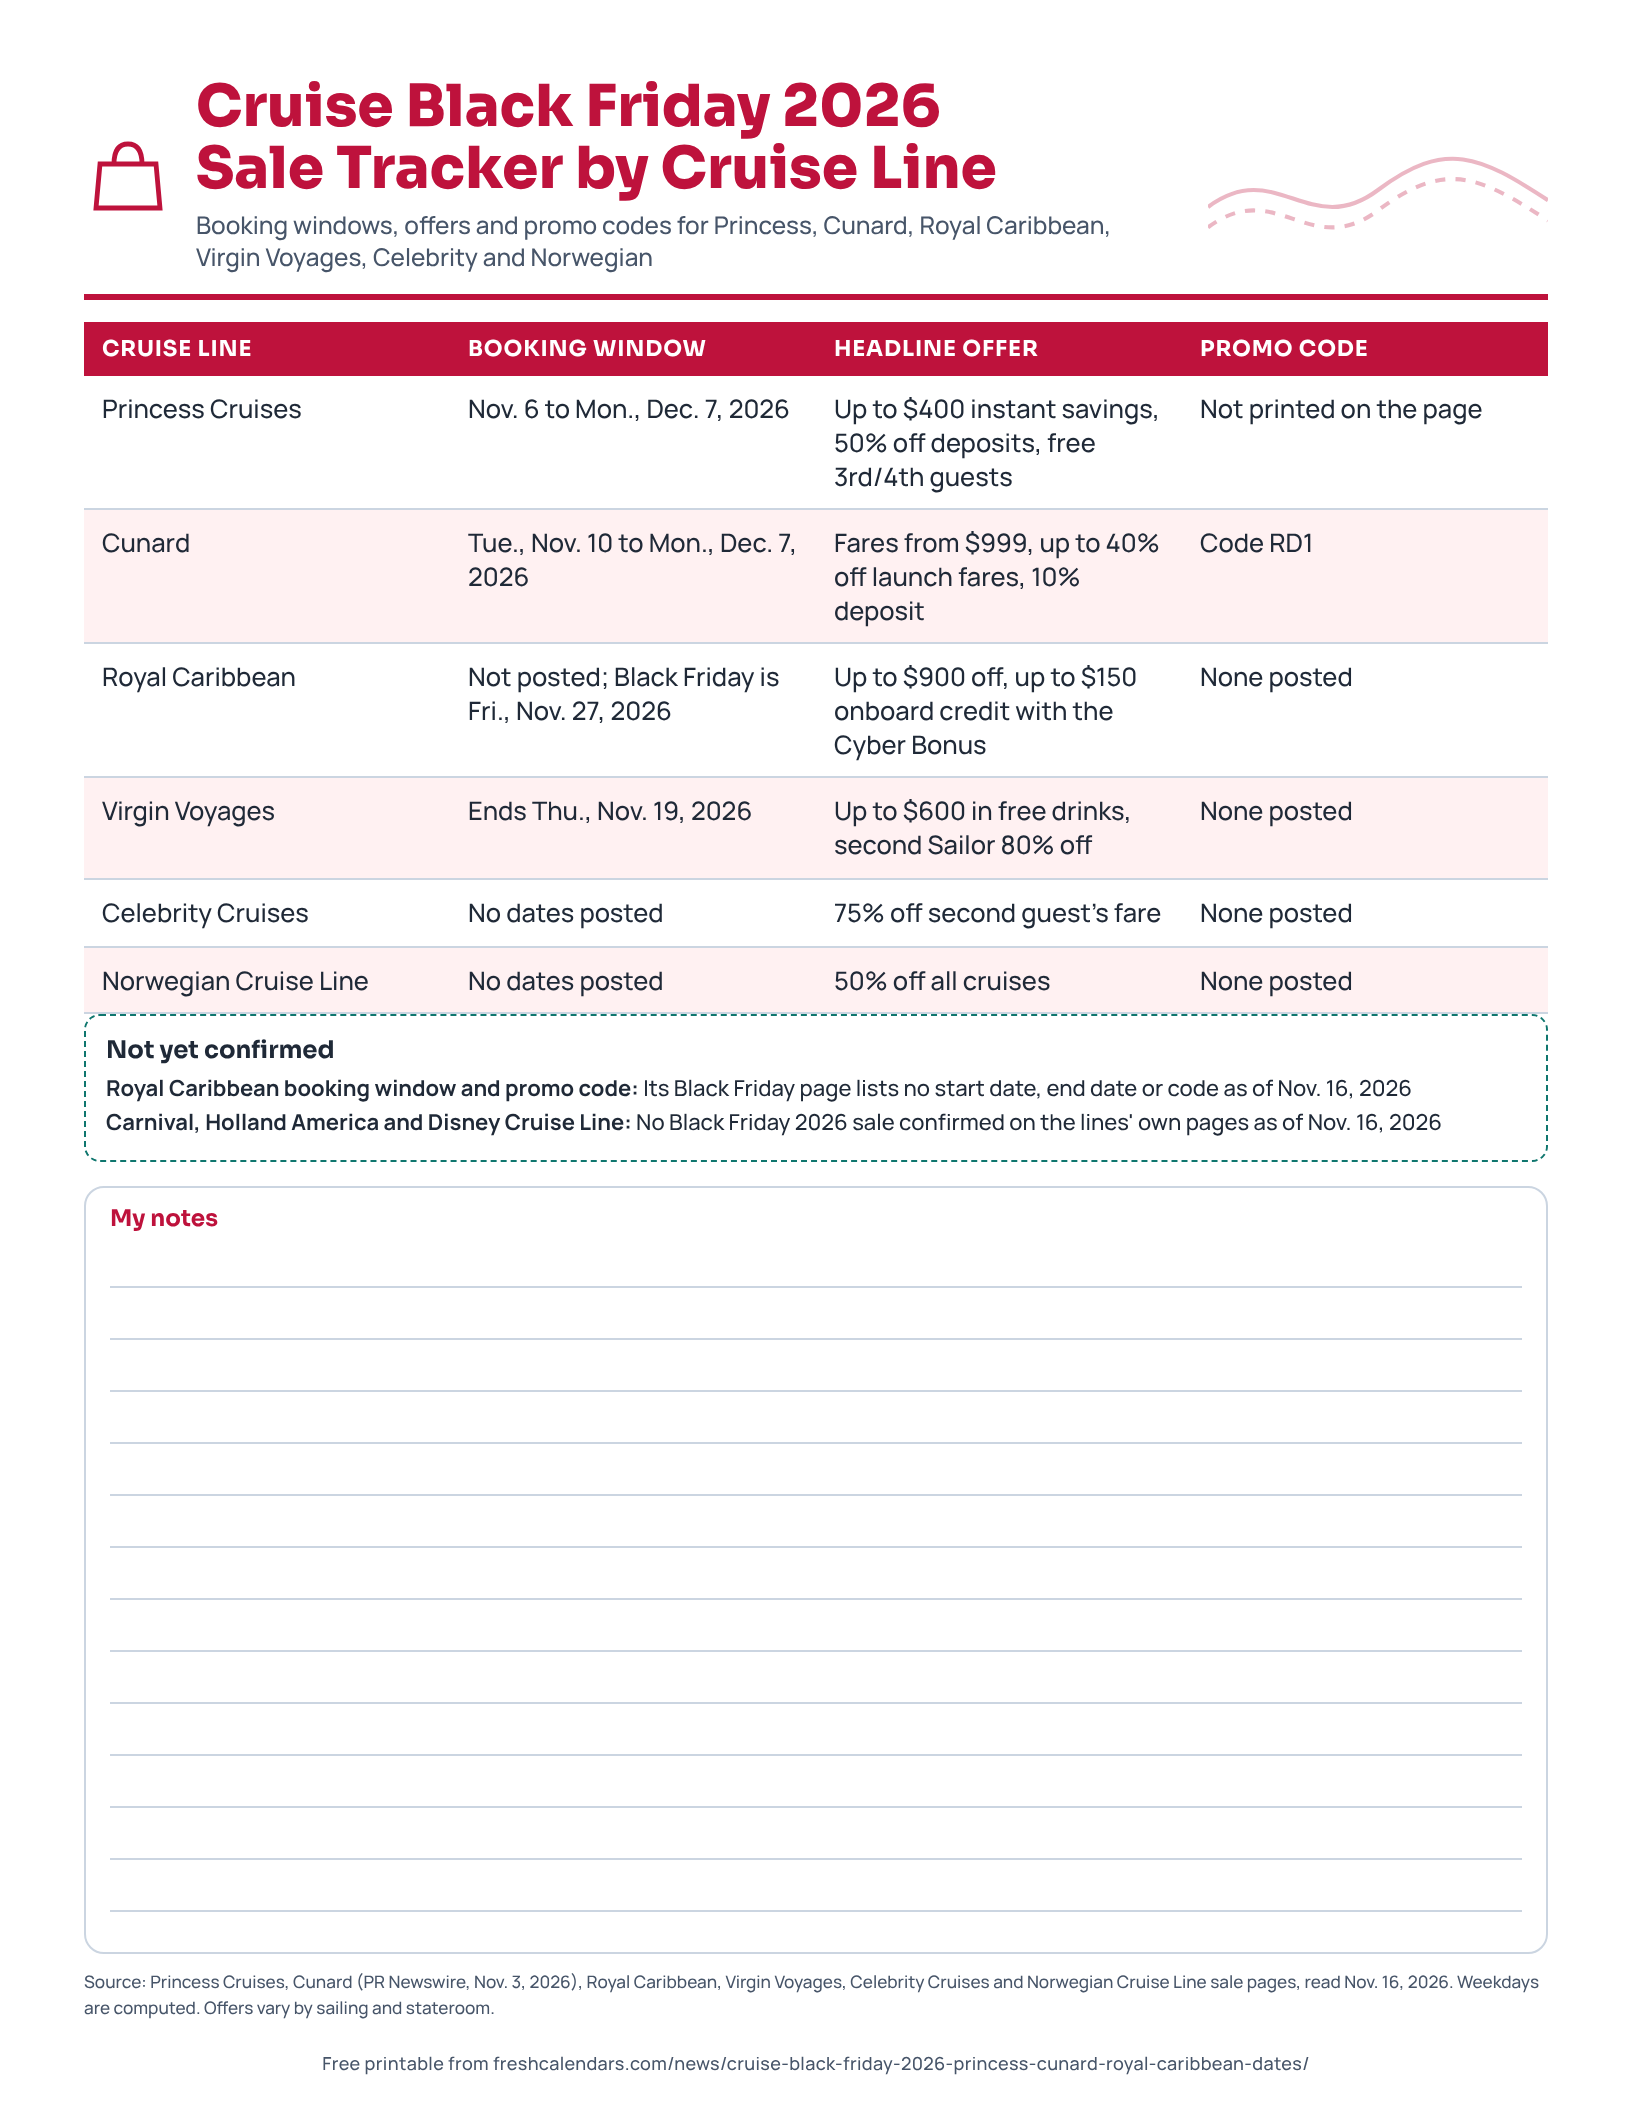 Cruise Black Friday 2026
Sale Tracker by Cruise Line
Booking windows, offers and promo codes for Princess, Cunard, Royal Caribbean,
Virgin Voyages, Celebrity and Norwegian
CRUISE LINE BOOKING WINDOW HEADLINE OFFER PROMO CODE
Princess Cruises Nov. 6 to Mon., Dec. 7, 2026 Up to $400 instant savings, Not printed on the page
50% off deposits, free
3rd/4th guests
Cunard Tue., Nov. 10 to Mon., Dec. 7, Fares from $999, up to 40% Code RD1
2026 off launch fares, 10%
deposit
Royal Caribbean Not posted; Black Friday is Up to $900 off, up to $150 None posted
Fri., Nov. 27, 2026 onboard credit with the
Cyber Bonus
Virgin Voyages Ends Thu., Nov. 19, 2026 Up to $600 in free drinks, None posted
second Sailor 80% off
Celebrity Cruises No dates posted 75% off second guest’s fare None posted
Norwegian Cruise Line No dates posted 50% off all cruises None posted
Not yet confirmed
Royal Caribbean booking window and promo code: Its Black Friday page lists no start date, end date or code as of Nov. 16, 2026
Carnival, Holland America and Disney Cruise Line: No Black Friday 2026 sale confirmed on the lines' own pages as of Nov. 16, 2026
My notes
Source: Princess Cruises, Cunard (PR Newswire, Nov. 3, 2026), Royal Caribbean, Virgin Voyages, Celebrity Cruises and Norwegian Cruise Line sale pages, read Nov. 16, 2026. Weekdays
are computed. Offers vary by sailing and stateroom.
Free printable from freshcalendars.com/news/cruise-black-friday-2026-princess-cunard-royal-caribbean-dates/